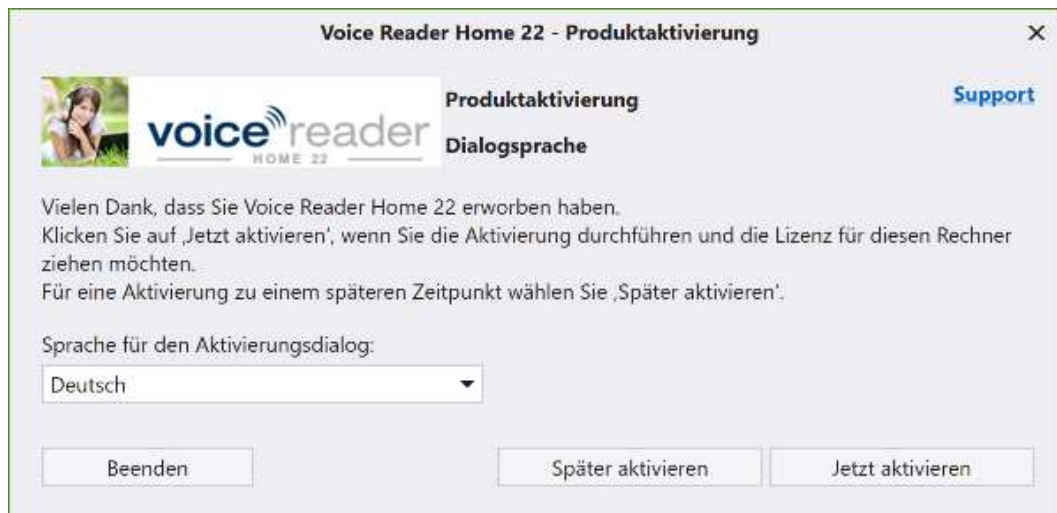 Voice Reader Home 22 - Produktaktivierung
voice reader
HOME 22
Produktaktivierung
Support
Dialogsprache
Vielen Dank, dass Sie Voice Reader Home 22 erworben haben.
Klicken Sie auf ‚Jetzt aktivieren‘, wenn Sie die Aktivierung durchführen und die Lizenz für diesen Rechner
ziehen möchten.
Für eine Aktivierung zu einem späteren Zeitpunkt wählen Sie ‚Später aktivieren‘.
Sprache für den Aktivierungsdialog:
Deutsch
Beenden
Später aktivieren
Jetzt aktivieren